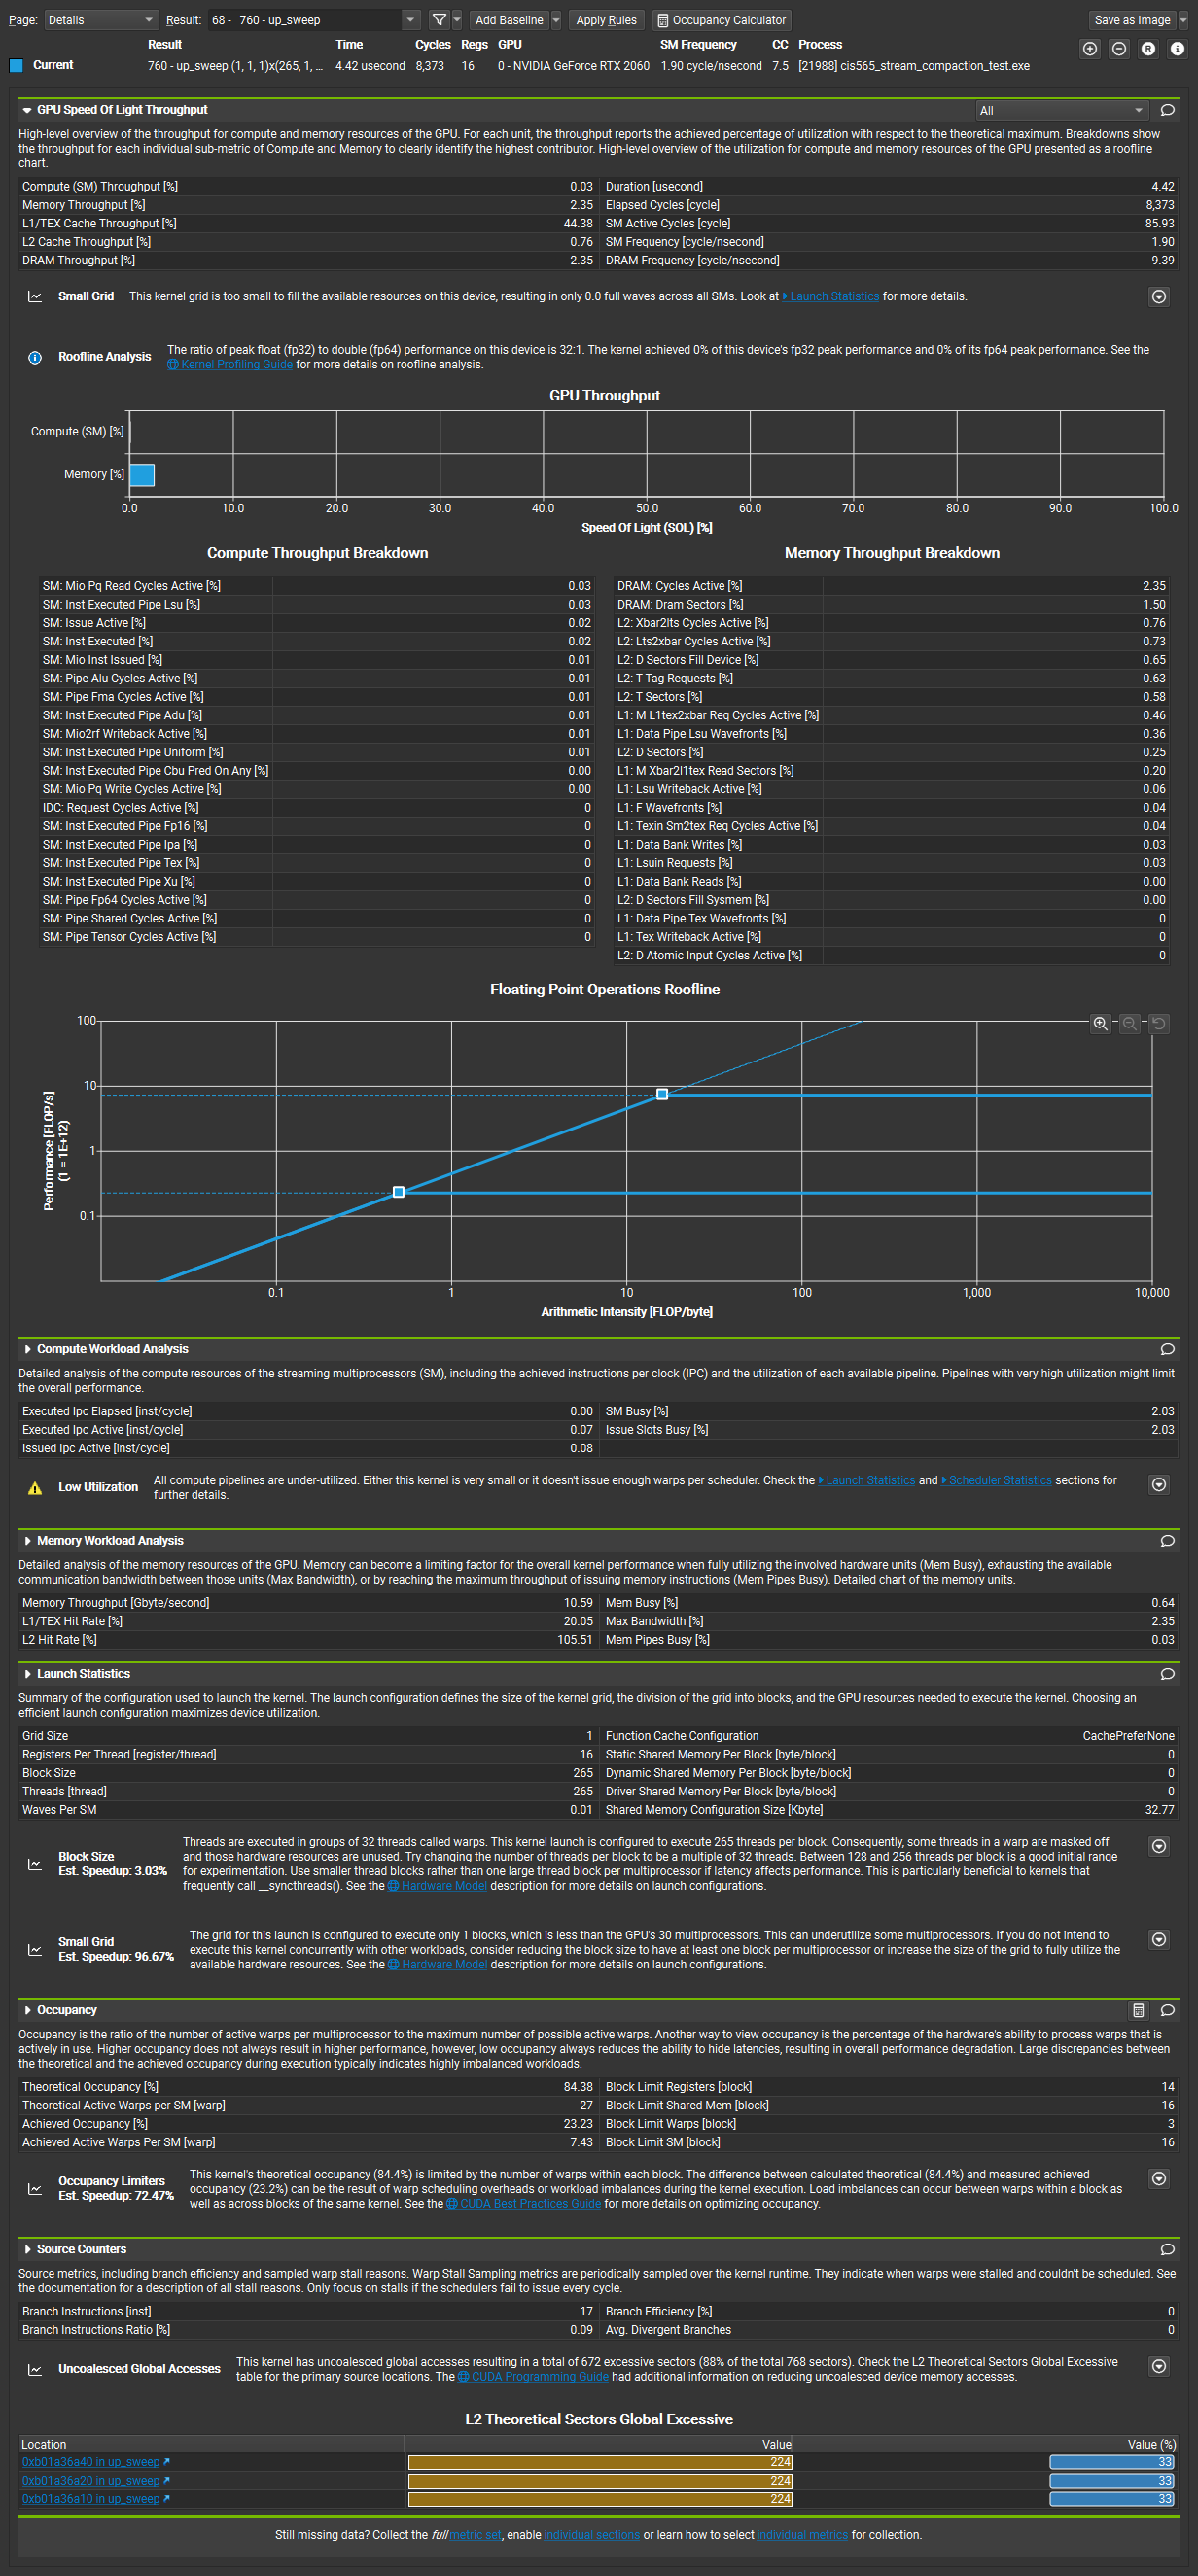 Page: Details Result: 68 - 760 - up_sweep Add Baseline Apply Rules Occupancy Calculator Save as Image
Result Time Cycles Regs GPU SM Frequency CC Process
Current 760 - up_sweep (1, 1, 1)x(265, 1, ... 4.42 usecond 8,373 16 0 - NVIDIA GeForce RTX 2060 1.90 cycle/nsecond 7.5 [21988] cis565_stream_compaction_test.exe
GPU Speed Of Light Throughput All
High-level overview of the throughput for compute and memory resources of the GPU. For each unit, the throughput reports the achieved percentage of utilization with respect to the theoretical maximum. Breakdowns show
the throughput for each individual sub-metric of Compute and Memory to clearly identify the highest contributor. High-level overview of the utilization for compute and memory resources of the GPU presented as a roofline
chart.
Compute (SM) Throughput [%] 0.03 Duration [usecond] 4.42
Memory Throughput [%] 2.35 Elapsed Cycles [cycle] 8,373
L1/TEX Cache Throughput [%] 44.38 SM Active Cycles [cycle] 85.93
L2 Cache Throughput [%] 0.76 SM Frequency [cycle/nsecond] 1.90
DRAM Throughput [%] 2.35 DRAM Frequency [cycle/nsecond] 9.39
Small Grid This kernel grid is too small to fill the available resources on this device, resulting in only 0.0 full waves across all SMs. Look at Launch Statistics for more details.
Roofline Analysis The ratio of peak float (fp32) to double (fp64) performance on this device is 32:1. The kernel achieved 0% of this device's fp32 peak performance and 0% of its fp64 peak performance. See the
Kernel Profiling Guide for more details on roofline analysis.
GPU Throughput
Compute (SM) [%]
Memory [%]
0.0 10.0 20.0 30.0 40.0 50.0 60.0 70.0 80.0 90.0 100.0
Speed Of Light (SOL) [%]
Compute Throughput Breakdown Memory Throughput Breakdown
SM: Mio Pq Read Cycles Active [%] 0.03 DRAM: Cycles Active [%] 2.35
SM: Inst Executed Pipe Lsu [%] 0.03 DRAM: Dram Sectors [%] 1.50
SM: Issue Active [%] 0.02 L2: Xbar2lts Cycles Active [%] 0.76
SM: Inst Executed [%] 0.02 L2: Lts2xbar Cycles Active [%] 0.73
SM: Mio Inst Issued [%] 0.01 L2: D Sectors Fill Device [%] 0.65
SM: Pipe Alu Cycles Active [%] 0.01 L2: T Tag Requests [%] 0.63
SM: Pipe Fma Cycles Active [%] 0.01 L2: T Sectors [%] 0.58
SM: Inst Executed Pipe Adu [%] 0.01 L1: M L1tex2xbar Req Cycles Active [%] 0.46
SM: Mio2rf Writeback Active [%] 0.01 L1: Data Pipe Lsu Wavefronts [%] 0.36
SM: Inst Executed Pipe Uniform [%] 0.01 L2: D Sectors [%] 0.25
SM: Inst Executed Pipe Cbu Pred On Any [%] 0.00 L1: M Xbar2l1tex Read Sectors [%] 0.20
SM: Mio Pq Write Cycles Active [%] 0.00 L1: Lsu Writeback Active [%] 0.06
IDC: Request Cycles Active [%] 0 L1: F Wavefronts [%] 0.04
SM: Inst Executed Pipe Fp16 [%] 0 L1: Texin Sm2tex Req Cycles Active [%] 0.04
SM: Inst Executed Pipe Ipa [%] 0 L1: Data Bank Writes [%] 0.03
SM: Inst Executed Pipe Tex [%] 0 L1: Lsuin Requests [%] 0.03
SM: Inst Executed Pipe Xu [%] 0 L1: Data Bank Reads [%] 0.00
SM: Pipe Fp64 Cycles Active [%] 0 L2: D Sectors Fill Sysmem [%] 0.00
SM: Pipe Shared Cycles Active [%] 0 L1: Data Pipe Tex Wavefronts [%] 0
SM: Pipe Tensor Cycles Active [%] 0 L1: Tex Writeback Active [%] 0
L2: D Atomic Input Cycles Active [%] 0
Floating Point Operations Roofline
100
10
1
0.1
Performance [FLOP/s]
(1 = 1E+12)
0.1 1 10 100 1,000 10,000
Arithmetic Intensity [FLOP/byte]
Compute Workload Analysis
Detailed analysis of the compute resources of the streaming multiprocessors (SM), including the achieved instructions per clock (IPC) and the utilization of each available pipeline. Pipelines with very high utilization might limit
the overall performance.
Executed Ipc Elapsed [inst/cycle] 0.00 SM Busy [%] 2.03
Executed Ipc Active [inst/cycle] 0.07 Issue Slots Busy [%] 2.03
Issued Ipc Active [inst/cycle] 0.08
Low Utilization All compute pipelines are under-utilized. Either this kernel is very small or it doesn't issue enough warps per scheduler. Check the Launch Statistics and Scheduler Statistics sections for
further details.
Memory Workload Analysis
Detailed analysis of the memory resources of the GPU. Memory can become a limiting factor for the overall kernel performance when fully utilizing the involved hardware units (Mem Busy), exhausting the available
communication bandwidth between those units (Max Bandwidth), or by reaching the maximum throughput of issuing memory instructions (Mem Pipes Busy). Detailed chart of the memory units.
Memory Throughput [Gbyte/second] 10.59 Mem Busy [%] 0.64
L1/TEX Hit Rate [%] 20.05 Max Bandwidth [%] 2.35
L2 Hit Rate [%] 105.51 Mem Pipes Busy [%] 0.03
Launch Statistics
Summary of the configuration used to launch the kernel. The launch configuration defines the size of the kernel grid, the division of the grid into blocks, and the GPU resources needed to execute the kernel. Choosing an
efficient launch configuration maximizes device utilization.
Grid Size 1 Function Cache Configuration CachePreferNone
Registers Per Thread [register/thread] 16 Static Shared Memory Per Block [byte/block] 0
Block Size 265 Dynamic Shared Memory Per Block [byte/block] 0
Threads [thread] 265 Driver Shared Memory Per Block [byte/block] 0
Waves Per SM 0.01 Shared Memory Configuration Size [Kbyte] 32.77
Block Size
Est. Speedup: 3.03%
Threads are executed in groups of 32 threads called warps. This kernel launch is configured to execute 265 threads per block. Consequently, some threads in a warp are masked off
and those hardware resources are unused. Try changing the number of threads per block to be a multiple of 32 threads. Between 128 and 256 threads per block is a good initial range
for experimentation. Use smaller thread blocks rather than one large thread block per multiprocessor if latency affects performance. This is particularly beneficial to kernels that
frequently call __syncthreads(). See the Hardware Model description for more details on launch configurations.
Small Grid
Est. Speedup: 96.67%
The grid for this launch is configured to execute only 1 blocks, which is less than the GPU's 30 multiprocessors. This can underutilize some multiprocessors. If you do not intend to
execute this kernel concurrently with other workloads, consider reducing the block size to have at least one block per multiprocessor or increase the size of the grid to fully utilize the
available hardware resources. See the Hardware Model description for more details on launch configurations.
Occupancy
Occupancy is the ratio of the number of active warps per multiprocessor to the maximum number of possible active warps. Another way to view occupancy is the percentage of the hardware's ability to process warps that is
actively in use. Higher occupancy does not always result in higher performance, however, low occupancy always reduces the ability to hide latencies, resulting in overall performance degradation. Large discrepancies between
the theoretical and the achieved occupancy during execution typically indicates highly imbalanced workloads.
Theoretical Occupancy [%] 84.38 Block Limit Registers [block] 14
Theoretical Active Warps per SM [warp] 27 Block Limit Shared Mem [block] 16
Achieved Occupancy [%] 23.23 Block Limit Warps [block] 3
Achieved Active Warps Per SM [warp] 7.43 Block Limit SM [block] 16
Occupancy Limiters
Est. Speedup: 72.47%
This kernel's theoretical occupancy (84.4%) is limited by the number of warps within each block. The difference between calculated theoretical (84.4%) and measured achieved
occupancy (23.2%) can be the result of warp scheduling overheads or workload imbalances during the kernel execution. Load imbalances can occur between warps within a block as
well as across blocks of the same kernel. See the CUDA Best Practices Guide for more details on optimizing occupancy.
Source Counters
Source metrics, including branch efficiency and sampled warp stall reasons. Warp Stall Sampling metrics are periodically sampled over the kernel runtime. They indicate when warps were stalled and couldn't be scheduled. See
the documentation for a description of all stall reasons. Only focus on stalls if the schedulers fail to issue every cycle.
Branch Instructions [inst] 17 Branch Efficiency [%] 0
Branch Instructions Ratio [%] 0.09 Avg. Divergent Branches 0
Uncoalesced Global Accesses This kernel has uncoalesced global accesses resulting in a total of 672 excessive sectors (88% of the total 768 sectors). Check the L2 Theoretical Sectors Global Excessive
table for the primary source locations. The CUDA Programming Guide had additional information on reducing uncoalesced device memory accesses.
L2 Theoretical Sectors Global Excessive
Location Value Value (%)
0xb01a36a40 in up_sweep 224 33
0xb01a36a20 in up_sweep 224 33
0xb01a36a10 in up_sweep 224 33
Still missing data? Collect the full metric set, enable individual sections or learn how to select individual metrics for collection.